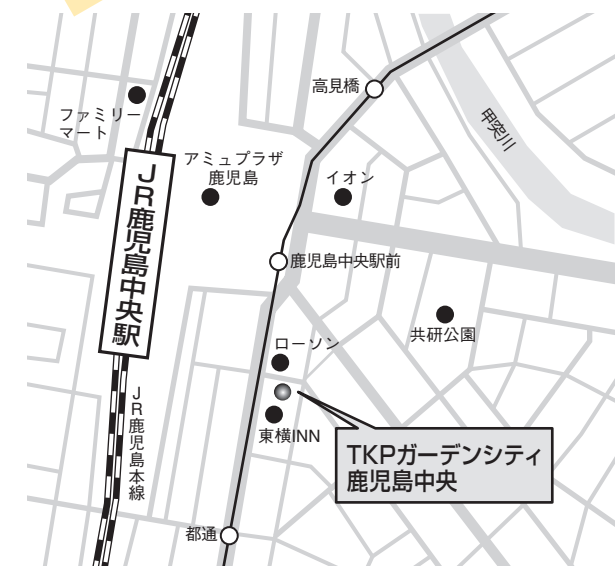 高見橋
甲突川
ファミリー
マート
アミュプラザ
鹿児島
イオン
JR鹿児島中央駅
鹿児島中央駅前
共研公園
ローソン
JR鹿児島本線
東横INN
TKPガーデンシティ
鹿児島中央
都通